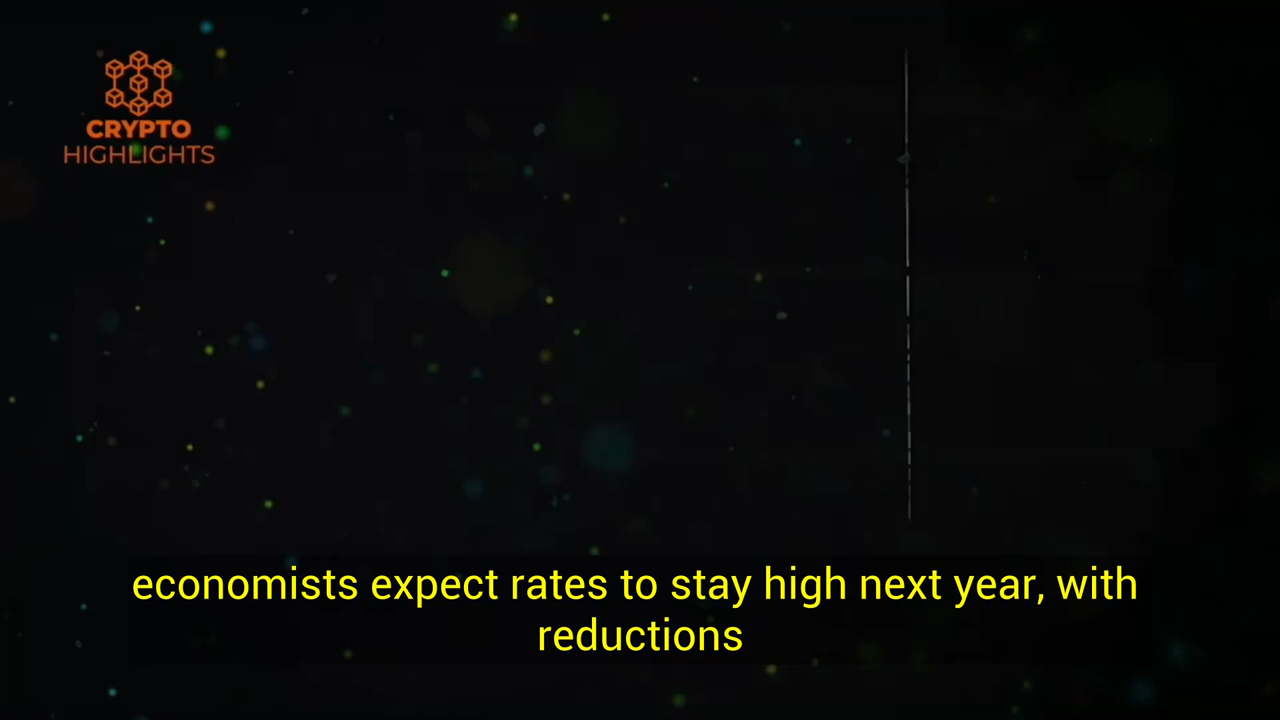 CRYPTO
HIGHLIGHTS
economists expect rates to stay high next year, with
reductions